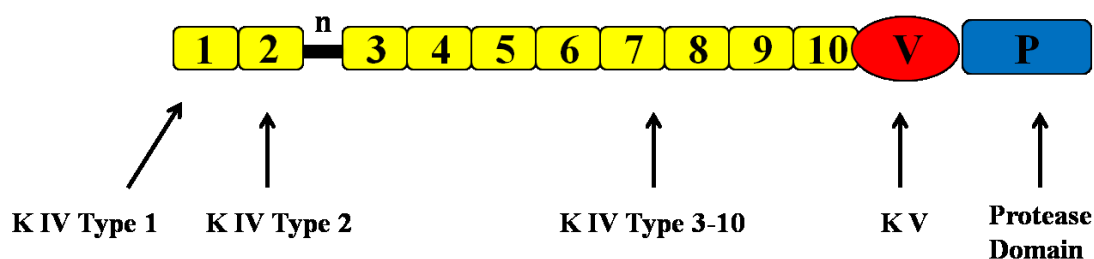 n
1 2 3 4 5 6 7 8 9 10 V P
K IV Type 1 K IV Type 2 K IV Type 3-10 K V Protease
Domain